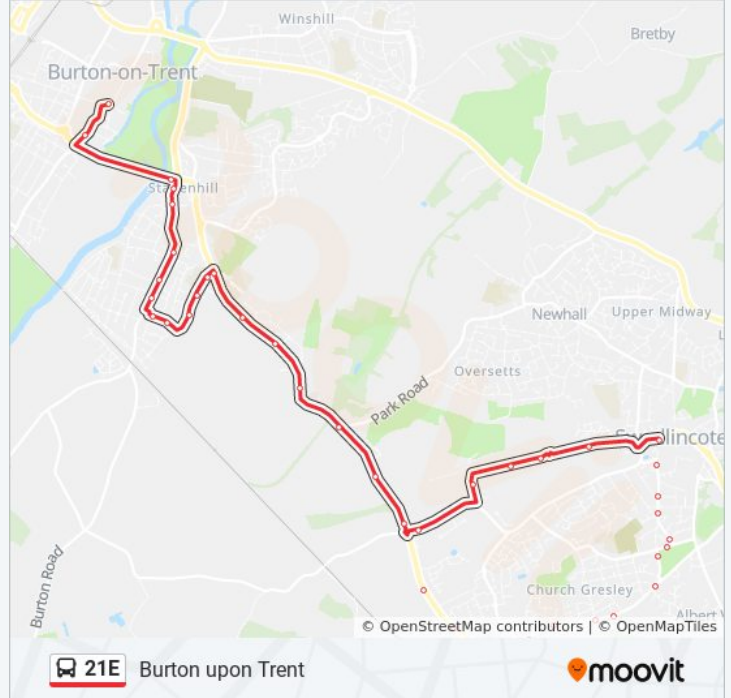 Winshill
Bretby
Burton-on-Trent
Newhall
Upper Midway
Oversetts
Park Road
Burton Road
Church Gresley
© OpenStreetMap contributors | © OpenMapTiles
21E Burton upon Trent
moovit